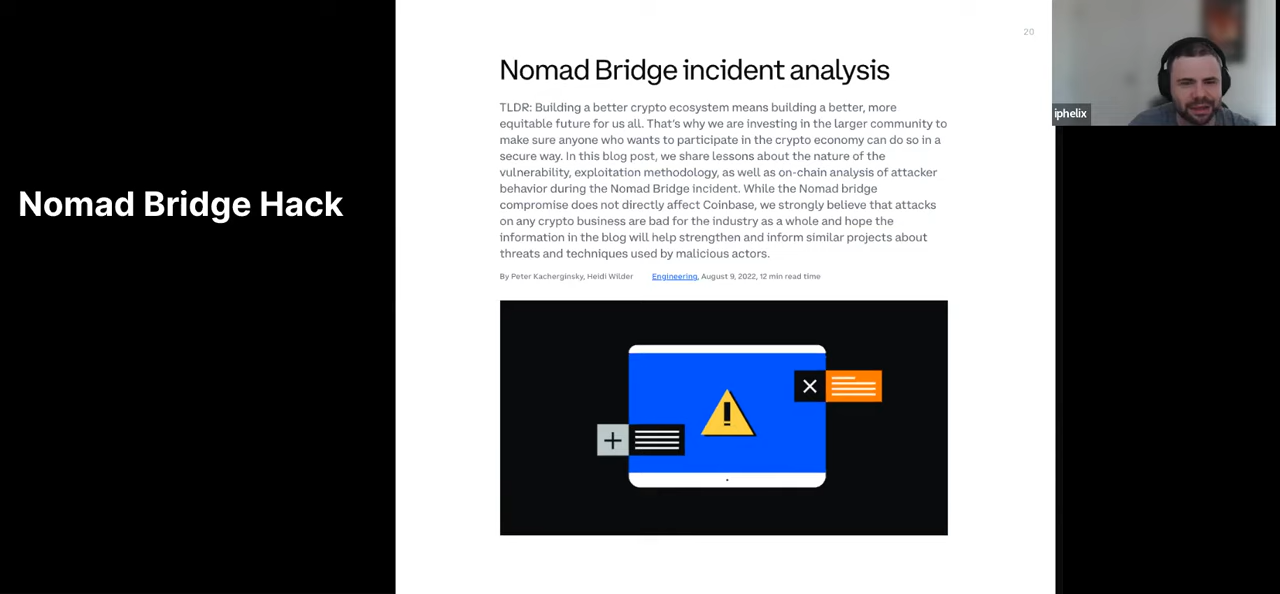 20
iphelix
Nomad Bridge Hack
Nomad Bridge incident analysis
TLDR: Building a better crypto ecosystem means building a better, more
equitable future for us all. That's why we are investing in the larger community to
make sure anyone who wants to participate in the crypto economy can do so in a
secure way. In this blog post, we share lessons about the nature of the
vulnerability, exploitation methodology, as well as on-chain analysis of attacker
behavior during the Nomad Bridge incident. While the Nomad bridge
compromise does not directly affect Coinbase, we strongly believe that attacks
on any crypto business are bad for the industry as a whole and hope the
information in the blog will help strengthen and inform similar projects about
threats and techniques used by malicious actors.
By Peter Kacherginsky, Heidi Wilder Engineering, August 9, 2022, 12 min read time